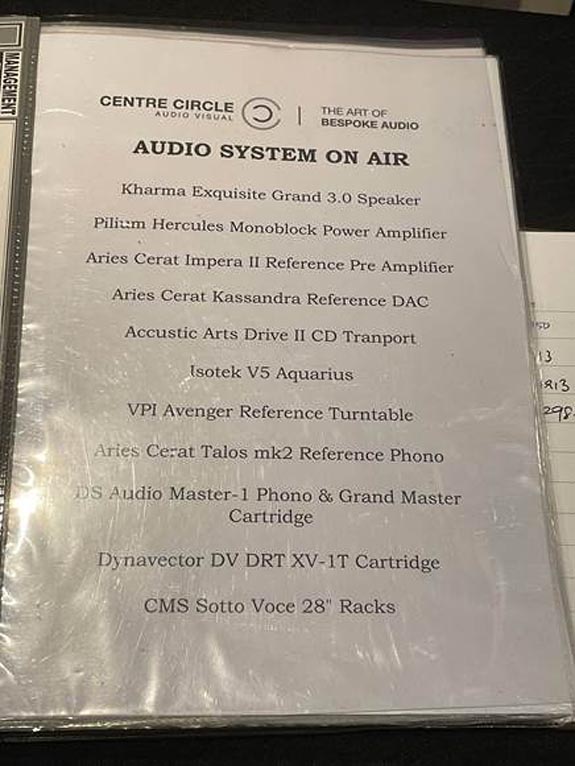 MANAGEMENT
CENTRE CIRCLE
AUDIO VISUAL
THE ART OF
BESPOKE AUDIO
AUDIO SYSTEM ON AIR
Kharma Exquisite Grand 3.0 Speaker
Pilium Hercules Monoblock Power Amplifier
Aries Cerat Impera II Reference Pre Amplifier
Aries Cerat Kassandra Reference DAC
Accustic Arts Drive II CD Tranport
Isotek V5 Aquarius
VPI Avenger Reference Turntable
Aries Cerat Talos mk2 Reference Phono
DS Audio Master-1 Phono & Grand Master
Cartridge
Dynavector DV DRT XV-1T Cartridge
CMS Sotto Voce 28" Racks